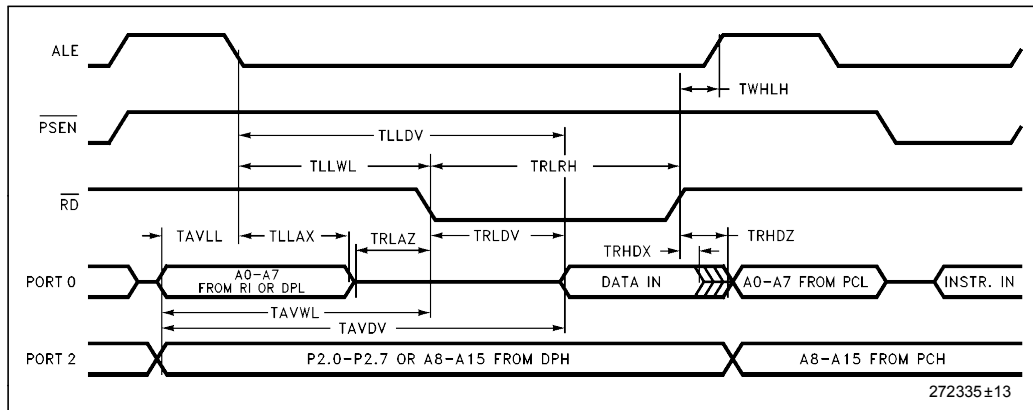 ALE
TWHLH
PSEN
TLLDV
TLLWL
TRLRH
RD
TAVLL
TLLAX
TRLAZ
TRLDV
TRHDX
TRHDZ
PORT 0
A0-A7
FROM RI OR DPL
DATA IN
A0-A7 FROM PCL
INSTR. IN
TAVWL
TAVDV
PORT 2
P2.0-P2.7 OR A8-A15 FROM DPH
A8-A15 FROM PCH
272335±13